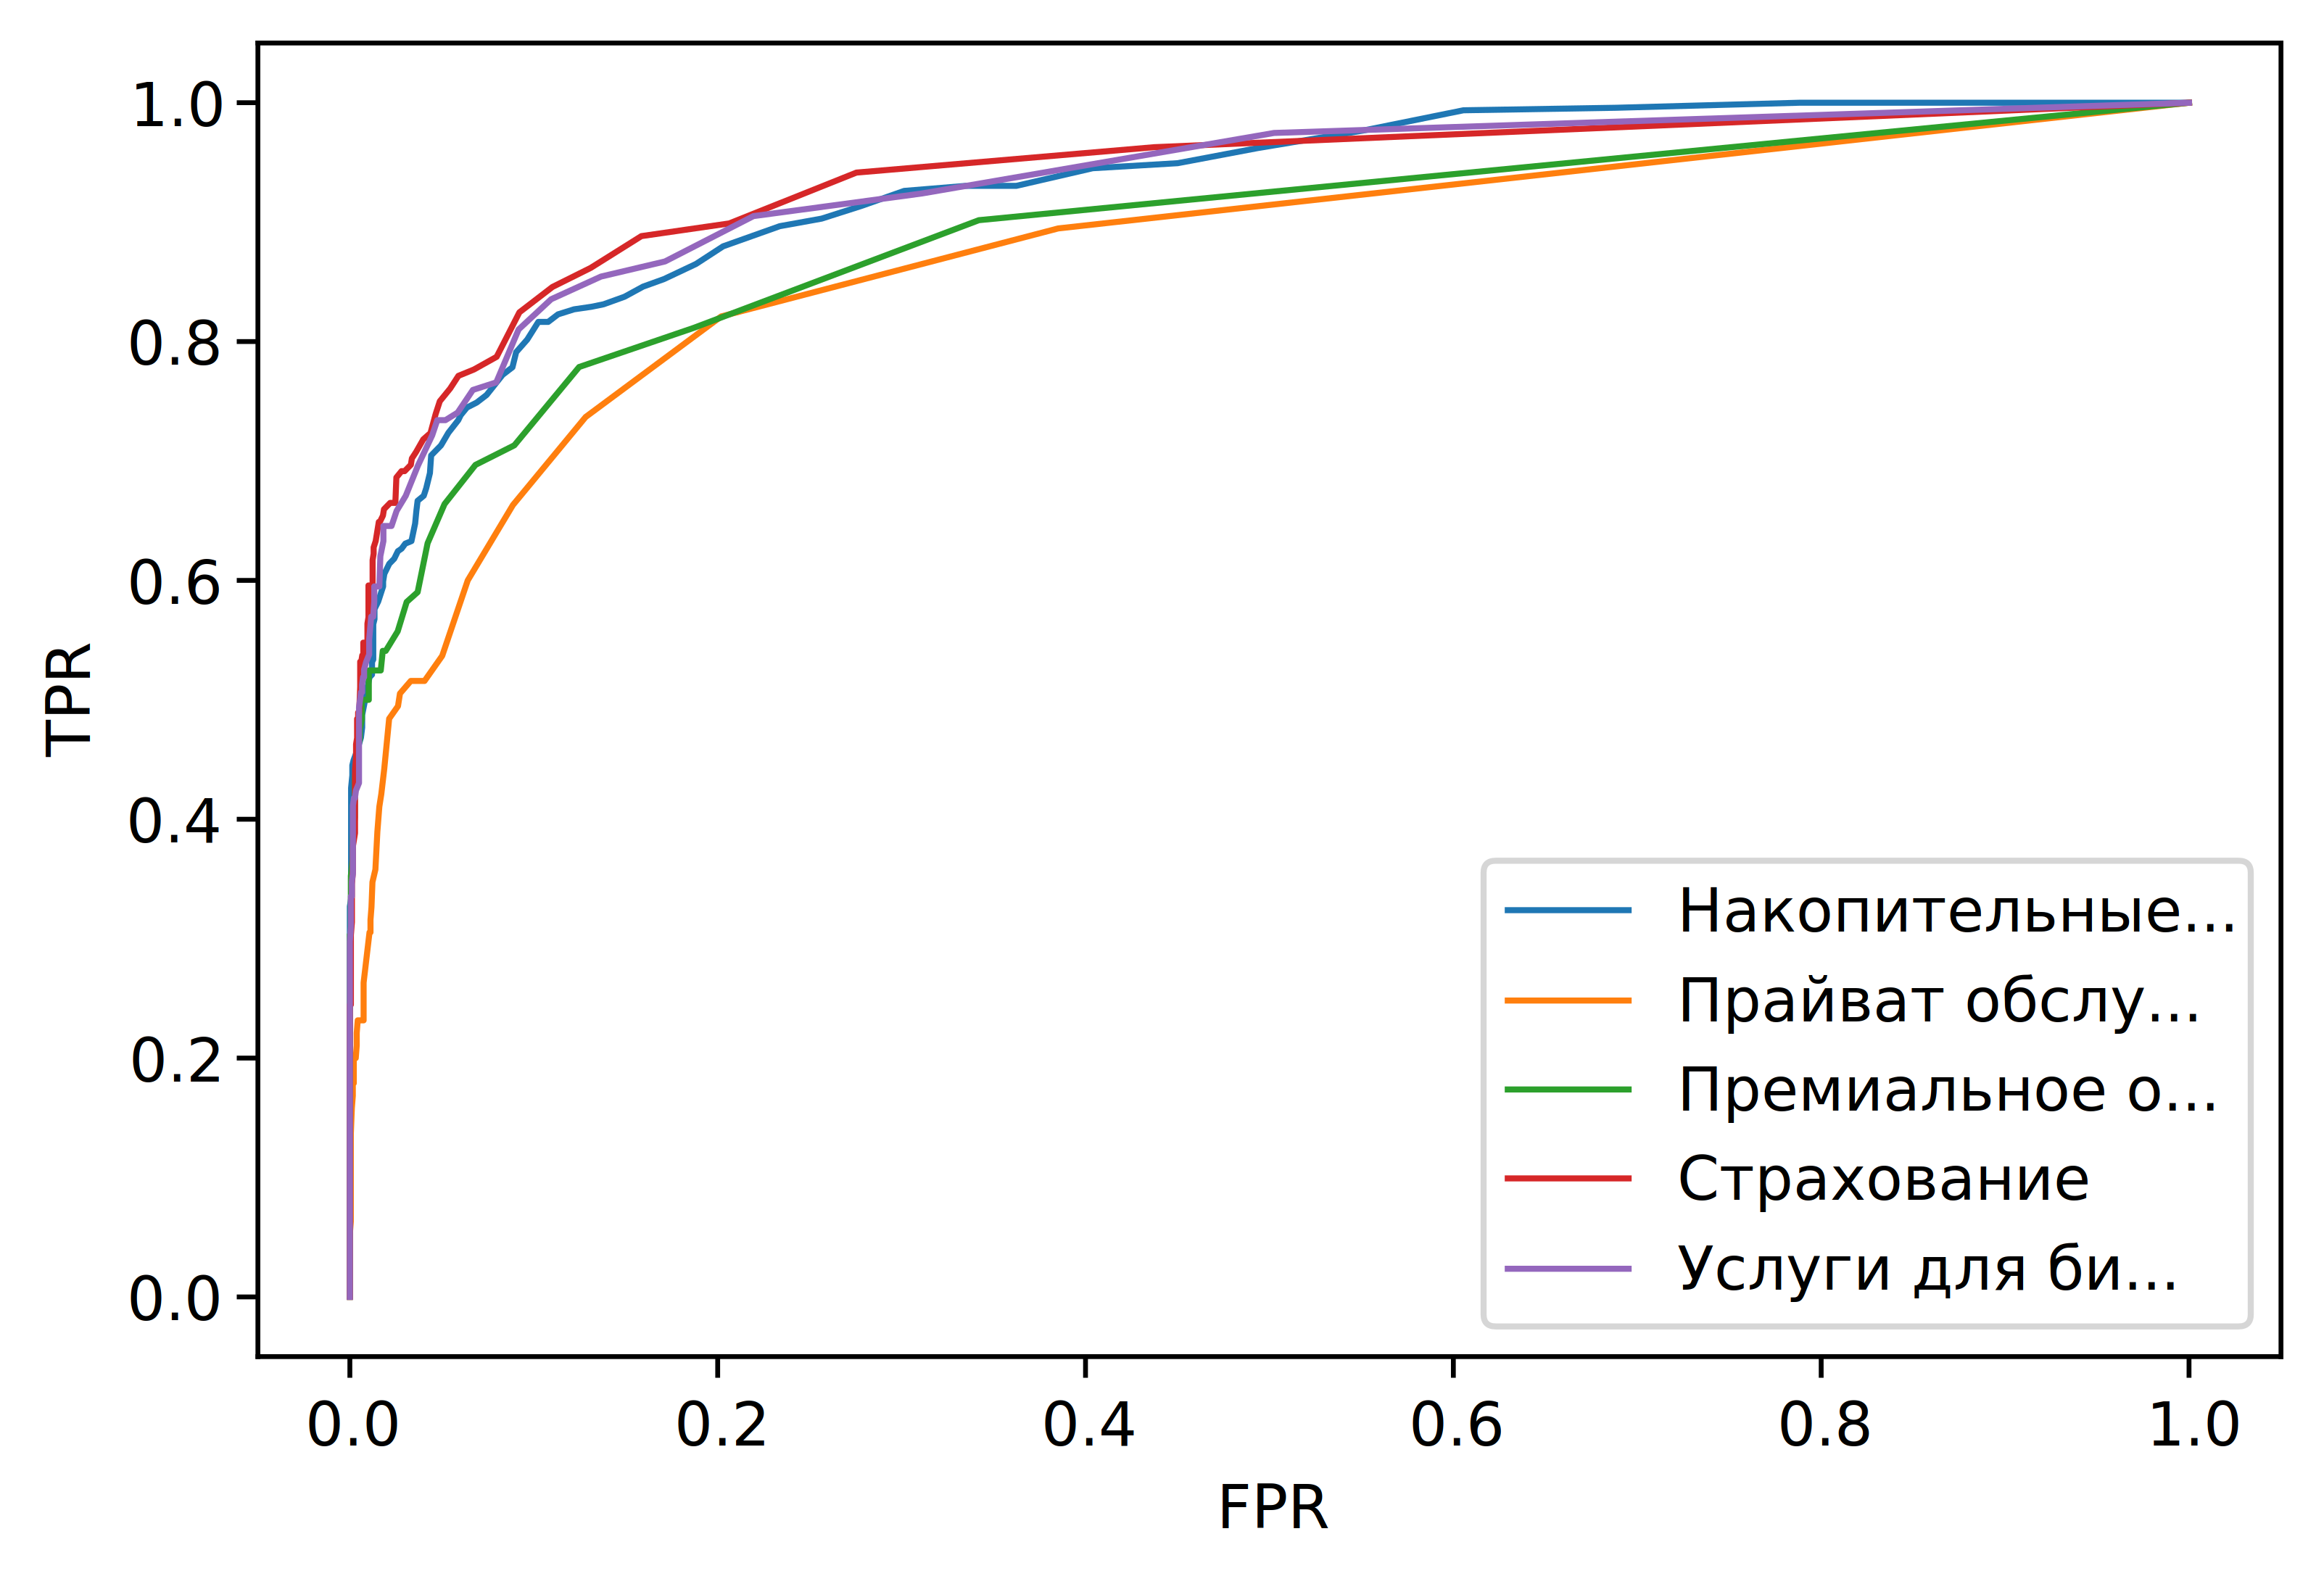 1.0
0.8
0.6
0.4
0.2
0.0
TPR
0.0 0.2 0.4 0.6 0.8 1.0
FPR
Накопительные...
Прайват обслу...
Премиальное о...
Страхование
Услуги для би...